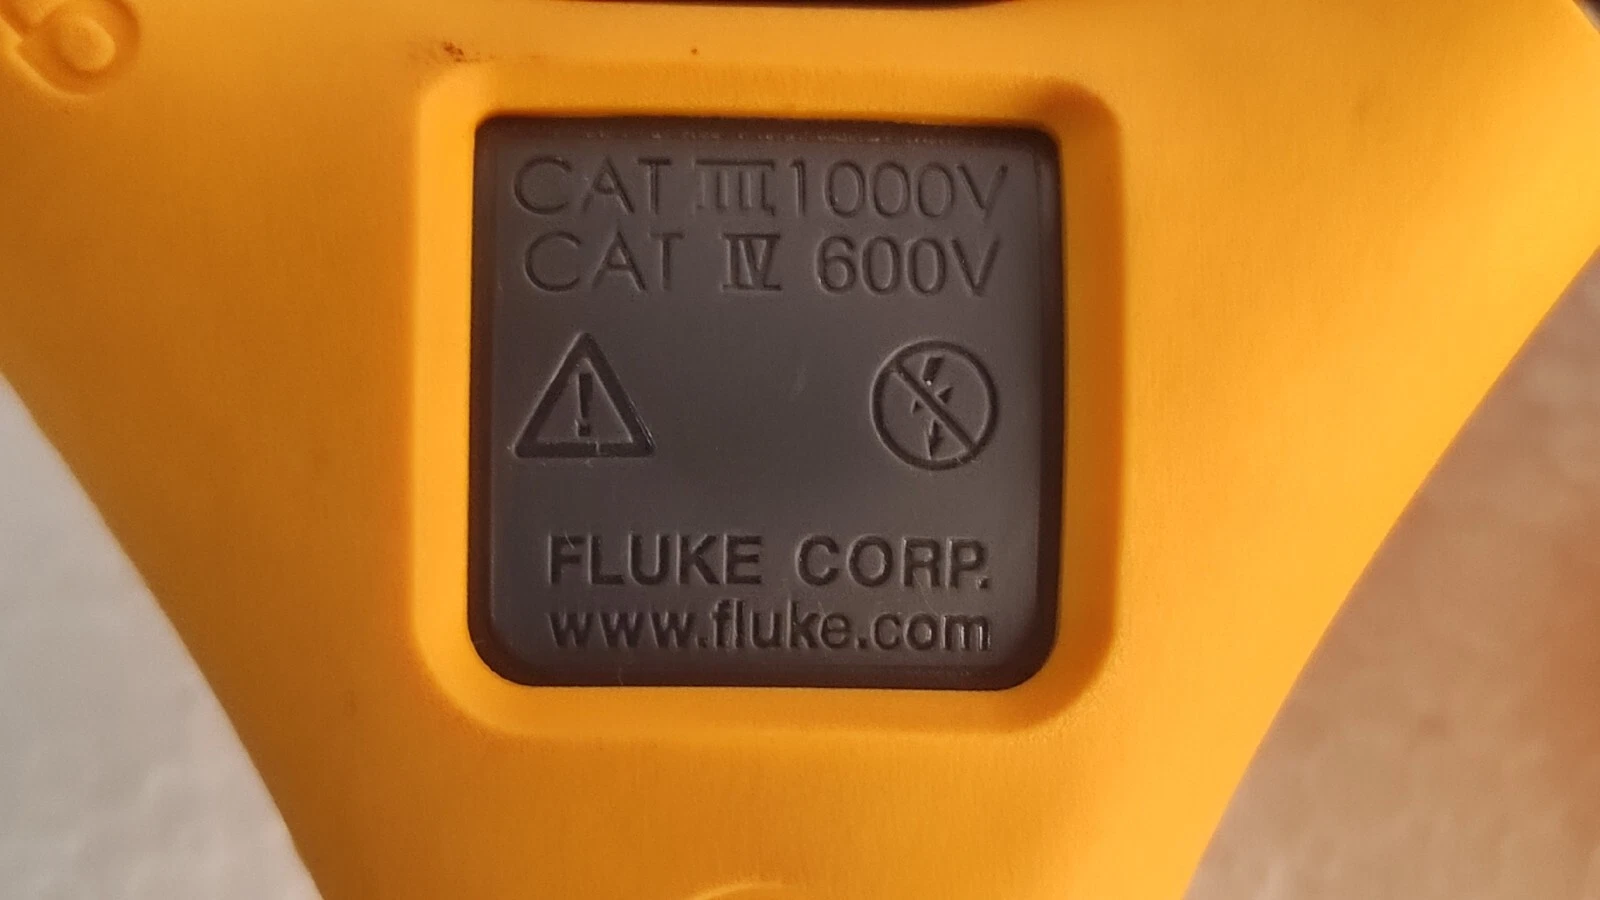 CAT III 1000V
CAT IV 600V
FLUKE CORP.
www.fluke.com